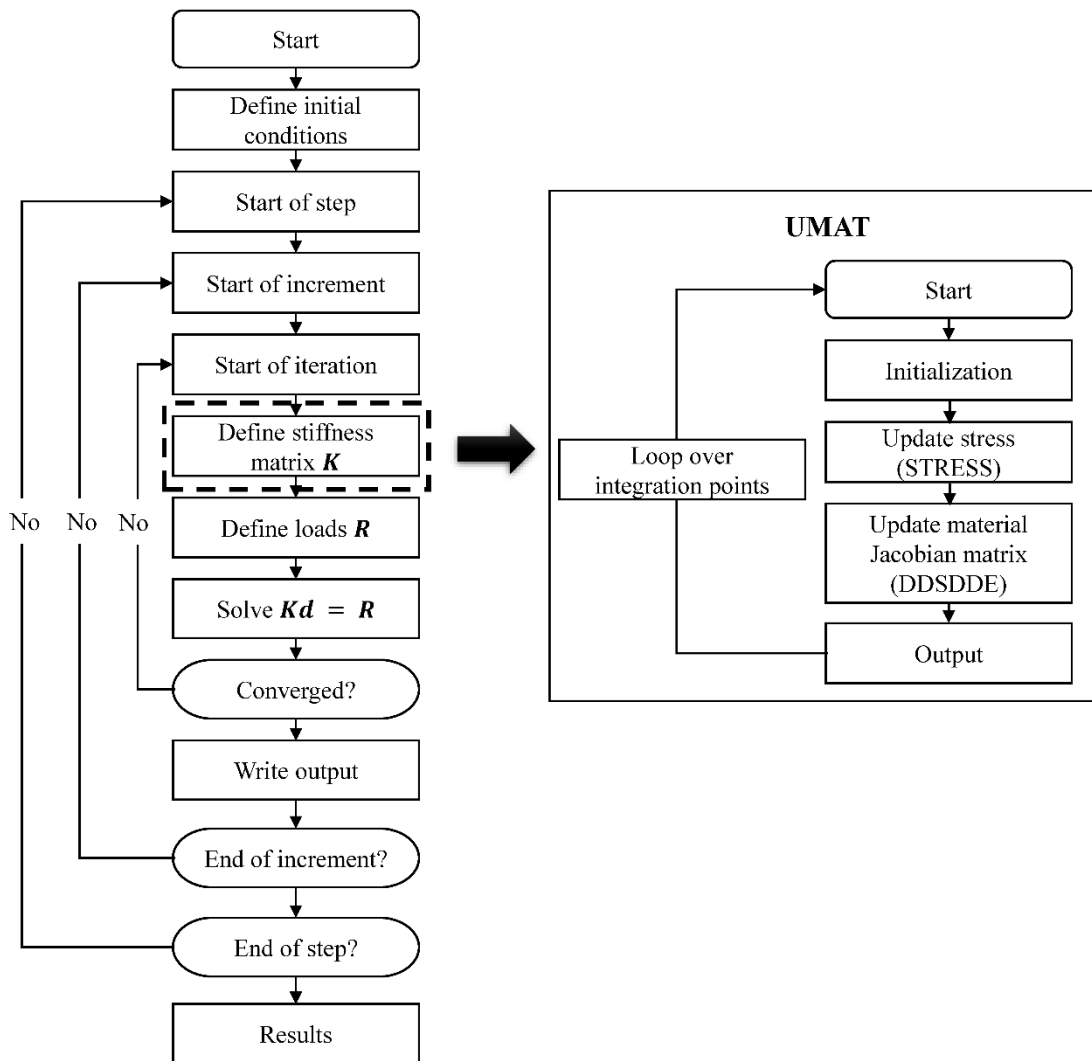 Start
Define initial
conditions
Start of step
Start of increment
Start of iteration
Define stiffness
matrix K
Define loads R
Solve Kd = R
Converged?
Write output
End of increment?
End of step?
Results
No
No
No
UMAT
Start
Initialization
Update stress
(STRESS)
Update material
Jacobian matrix
(DDSDDE)
Output
Loop over
integration points